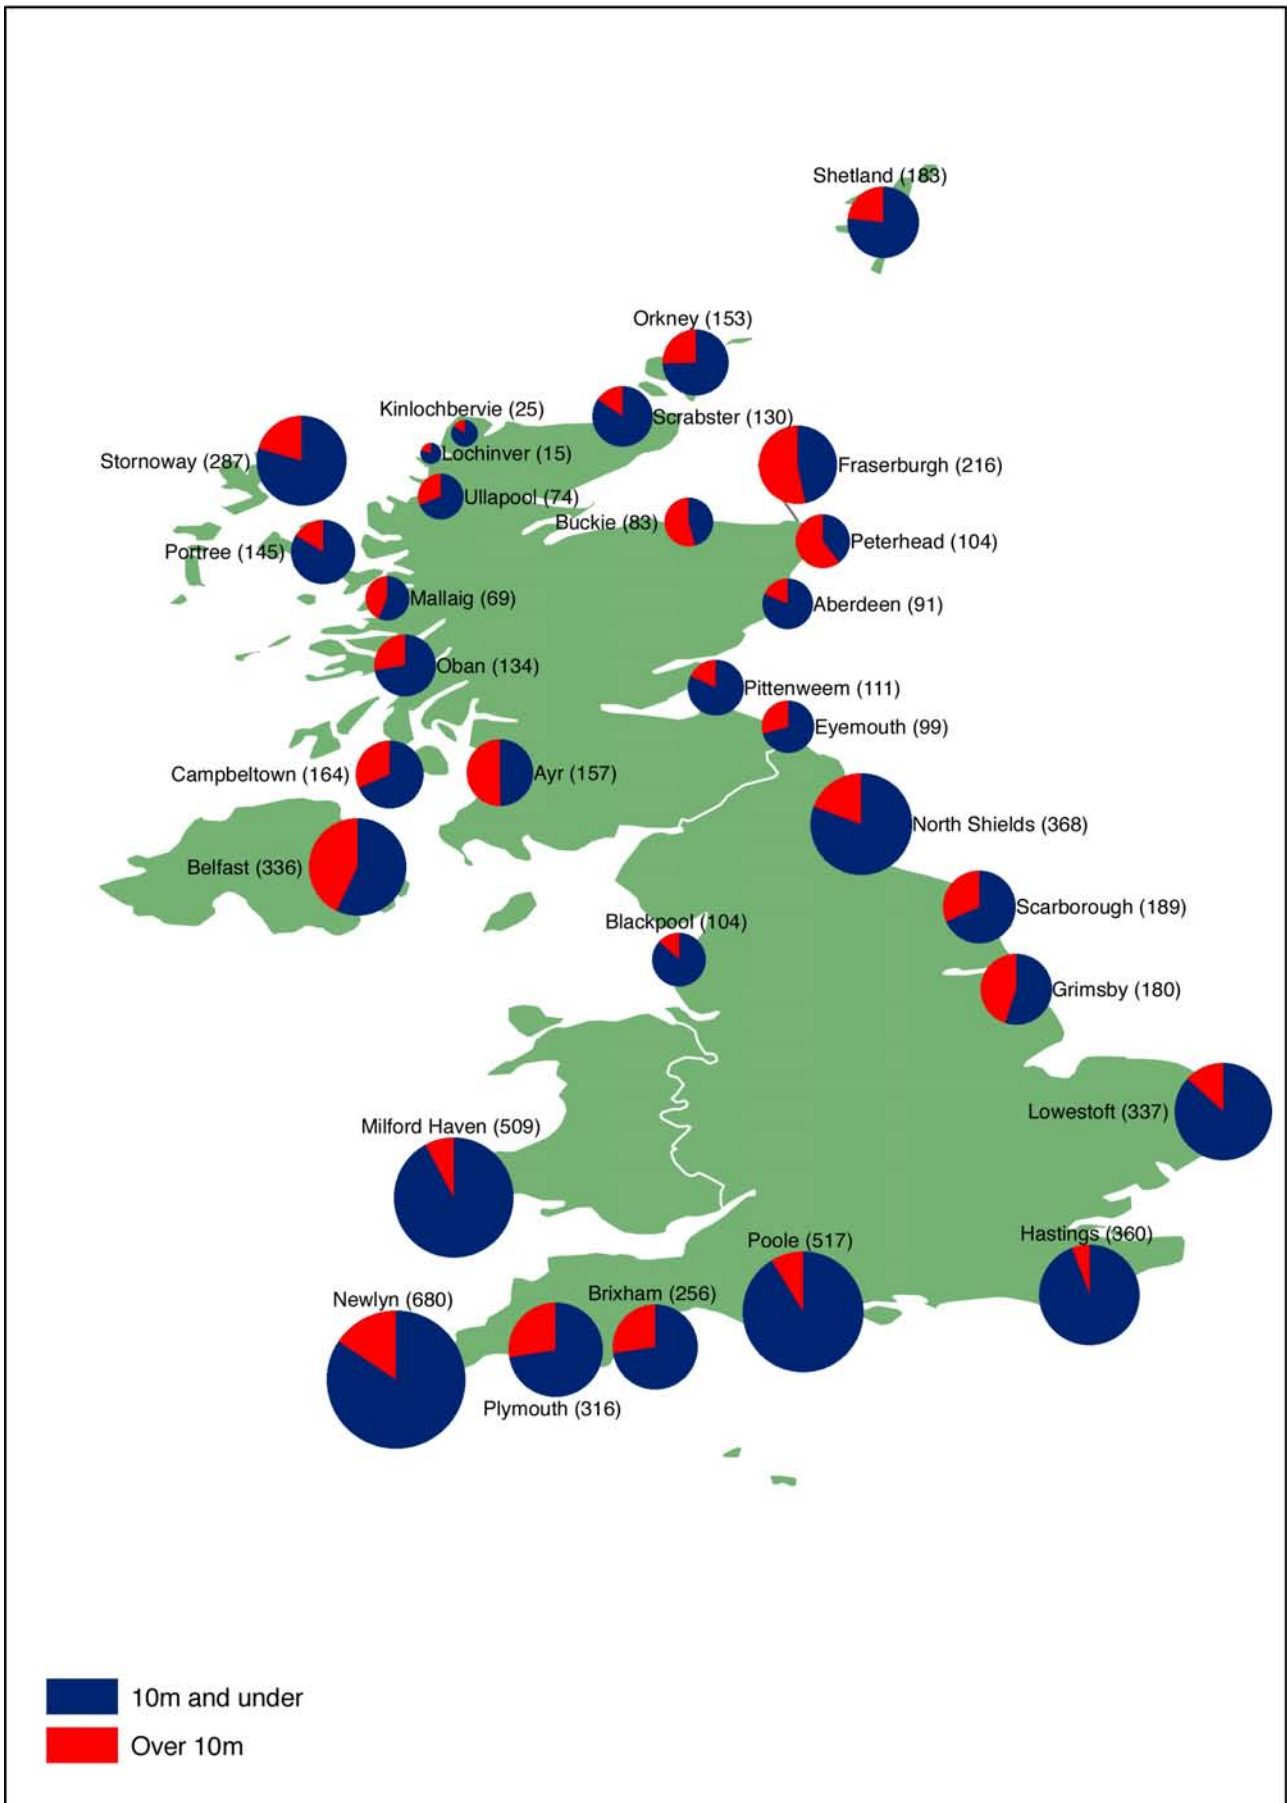 Shetland (183)
Orkney (153)
Kinlochbervie (25)
Scrabster (130)
Lochinver (15)
Stornoway (287)
Fraserburgh (216)
Ullapool (74)
Buckie (83)
Peterhead (104)
Portree (145)
Mallaig (69)
Aberdeen (91)
Oban (134)
Pittenweem (111)
Eyemouth (99)
Campbeltown (164)
Ayr (157)
North Shields (368)
Belfast (336)
Scarborough (189)
Blackpool (104)
Grimsby (180)
Lowestoft (337)
Milford Haven (509)
Hastings (360)
Poole (517)
Brixham (256)
Newlyn (680)
Plymouth (316)
10m and under
Over 10m